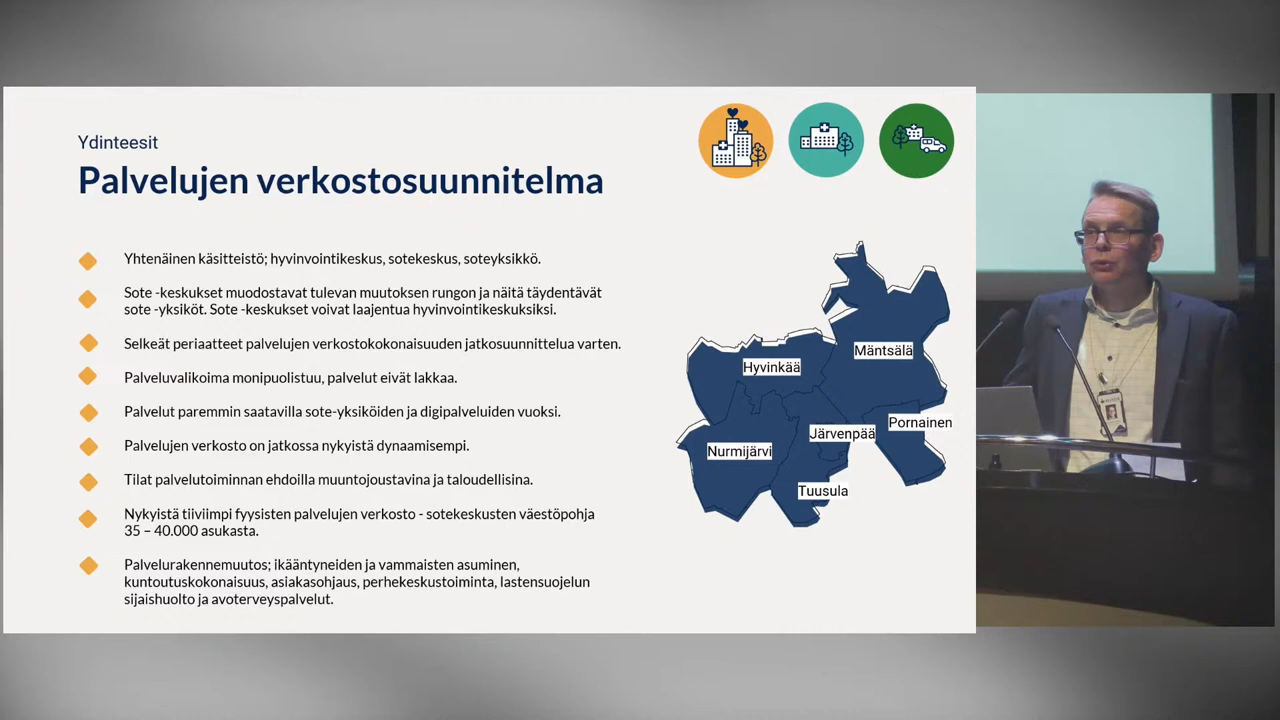 Ydinteesit
Palvelujen verkostosuunnitelma
Yhtenäinen käsitteistö; hyvinvointikeskus, sotekeskus, soteyksikkö.
Sote -keskukset muodostavat tulevan muutoksen rungon ja näitä täydentävät
sote -yksiköt. Sote -keskukset voivat laajentua hyvinvointikeskuksiksi.
Selkeät periaatteet palvelujen verkostokokonaisuuden jatkosuunnittelua varten.
Palveluvalikoima monipuolistuu, palvelut eivät lakkaa.
Palvelut paremmin saatavilla sote-yksiköiden ja digipalveluiden vuoksi.
Palvelujen verkosto on jatkossa nykyistä dynaamisempi.
Tilat palvelutoiminnan ehdoilla muuntojoustavina ja taloudellisina.
Nykyistä tiiviimpi fyysisten palvelujen verkosto - sotekeskusten väestöpohja
35 – 40.000 asukasta.
Palvelurakennemuutos; ikääntyneiden ja vammaisten asuminen,
kuntoutuskokonaisuus, asiakasohjaus, perhekeskustoiminta, lastensuojelun
sijaishuolto ja avoterveyspalvelut.
Mäntsälä
Hyvinkää
Pornainen
Järvenpää
Nurmijärvi
Tuusula